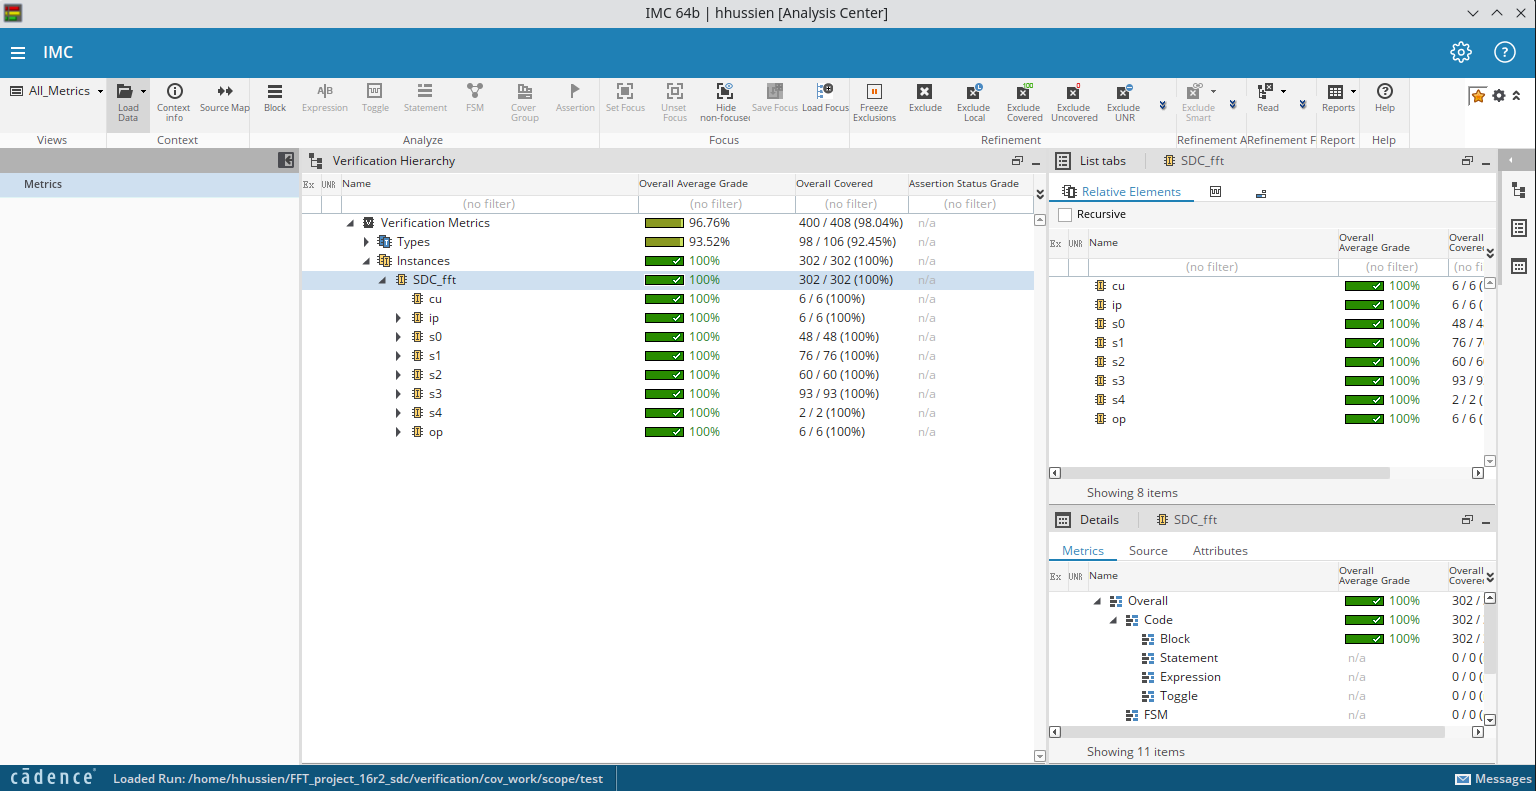 IMC 64b | hhussien [Analysis Center]
IMC
All_Metrics
Load Data
Context info
Source Map
Block
Expression
Toggle
Statement
FSM
Cover Group
Assertion
Set Focus
Unset Focus
Hide non-focused
Save Focus
Load Focus
Freeze Exclusions
Exclude
Exclude Local
Exclude Covered
Exclude Uncovered
Exclude UNR
Exclude Smart
Read
Reports
Help
Views
Context
Analyze
Focus
Refinement
Refinement A
Refinement F
Report
Help
Metrics
Verification Hierarchy
Ex UNR Name Overall Average Grade Overall Covered Assertion Status Grade
(no filter) (no filter) (no filter) (no filter)
Verification Metrics 96.76% 400 / 408 (98.04%) n/a
Types 93.52% 98 / 106 (92.45%) n/a
Instances 100% 302 / 302 (100%) n/a
SDC_fft 100% 302 / 302 (100%) n/a
cu 100% 6 / 6 (100%) n/a
ip 100% 6 / 6 (100%) n/a
s0 100% 48 / 48 (100%) n/a
s1 100% 76 / 76 (100%) n/a
s2 100% 60 / 60 (100%) n/a
s3 100% 93 / 93 (100%) n/a
s4 100% 2 / 2 (100%) n/a
op 100% 6 / 6 (100%) n/a
List tabs SDC_fft
Relative Elements
Recursive
Ex UNR Name Overall Average Grade Overall Covere
(no filter) (no filter) (no fi
cu 100% 6 / 6 (
ip 100% 6 / 6 (
s0 100% 48 / 4
s1 100% 76 / 7
s2 100% 60 / 6
s3 100% 93 / 9
s4 100% 2 / 2 (
op 100% 6 / 6 (
Showing 8 items
Details SDC_fft
Metrics Source Attributes
Ex UNR Name Overall Average Grade Overall Covere
Overall 100% 302 /
Code 100% 302 /
Block 100% 302 /
Statement n/a 0 / 0 (
Expression n/a 0 / 0 (
Toggle n/a 0 / 0 (
FSM n/a 0 / 0 (
Showing 11 items
cādence Loaded Run: /home/hhussien/FFT_project_16r2_sdc/verification/cov_work/scope/test
Messages